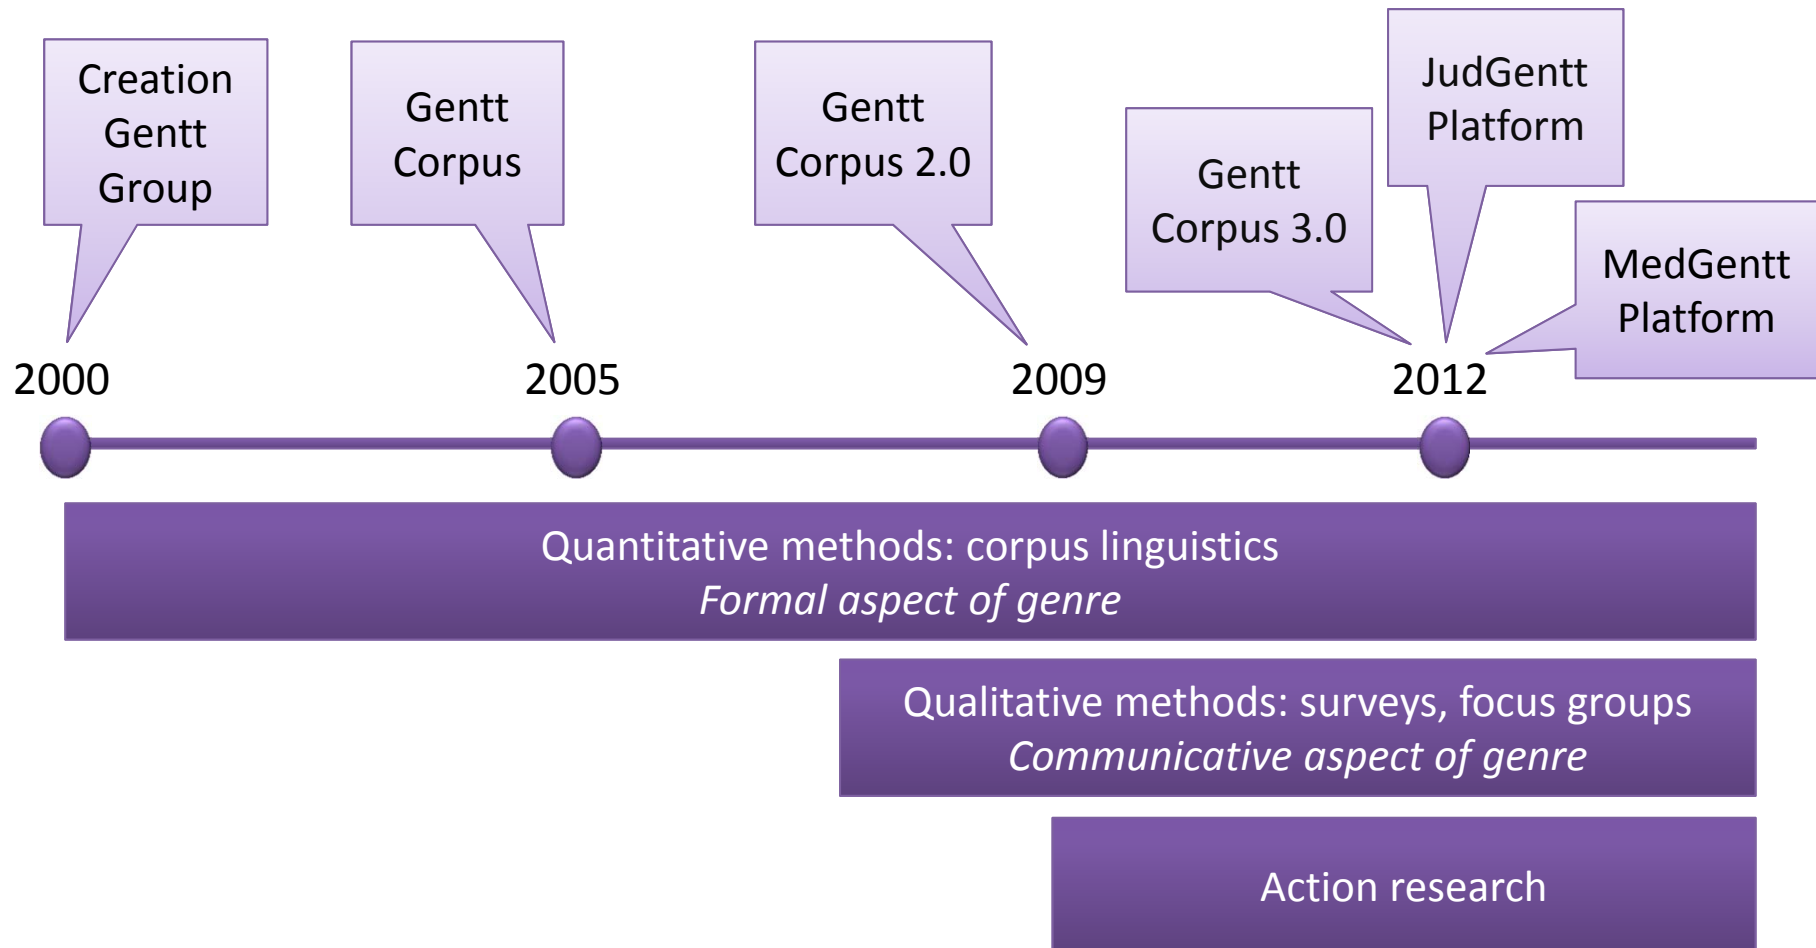 Creation
Gentt
Group
Gentt
Corpus
Gentt
Corpus 2.0
Gentt
Corpus 3.0
JudGentt
Platform
MedGentt
Platform
2000
2005
2009
2012
Quantitative methods: corpus linguistics
Formal aspect of genre
Qualitative methods: surveys, focus groups
Communicative aspect of genre
Action research